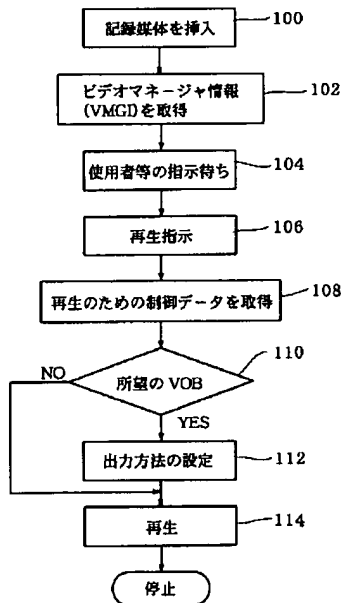 記録媒体を挿入
100
ビデオマネージャ情報
(VMGI)を取得
102
使用者等の指示待ち
104
再生指示
106
再生のための制御データを取得
108
所望の VOB
110
NO
YES
出力方法の設定
112
再生
114
停止